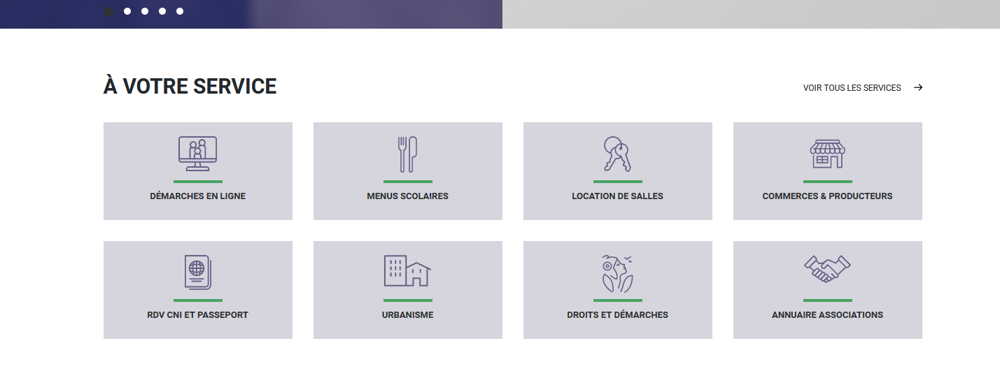 À VOTRE SERVICE
VOIR TOUS LES SERVICES
DÉMARCHES EN LIGNE
MENUS SCOLAIRES
LOCATION DE SALLES
COMMERCES & PRODUCTEURS
RDV CNI ET PASSEPORT
URBANISME
DROITS ET DÉMARCHES
ANNUAIRE ASSOCIATIONS